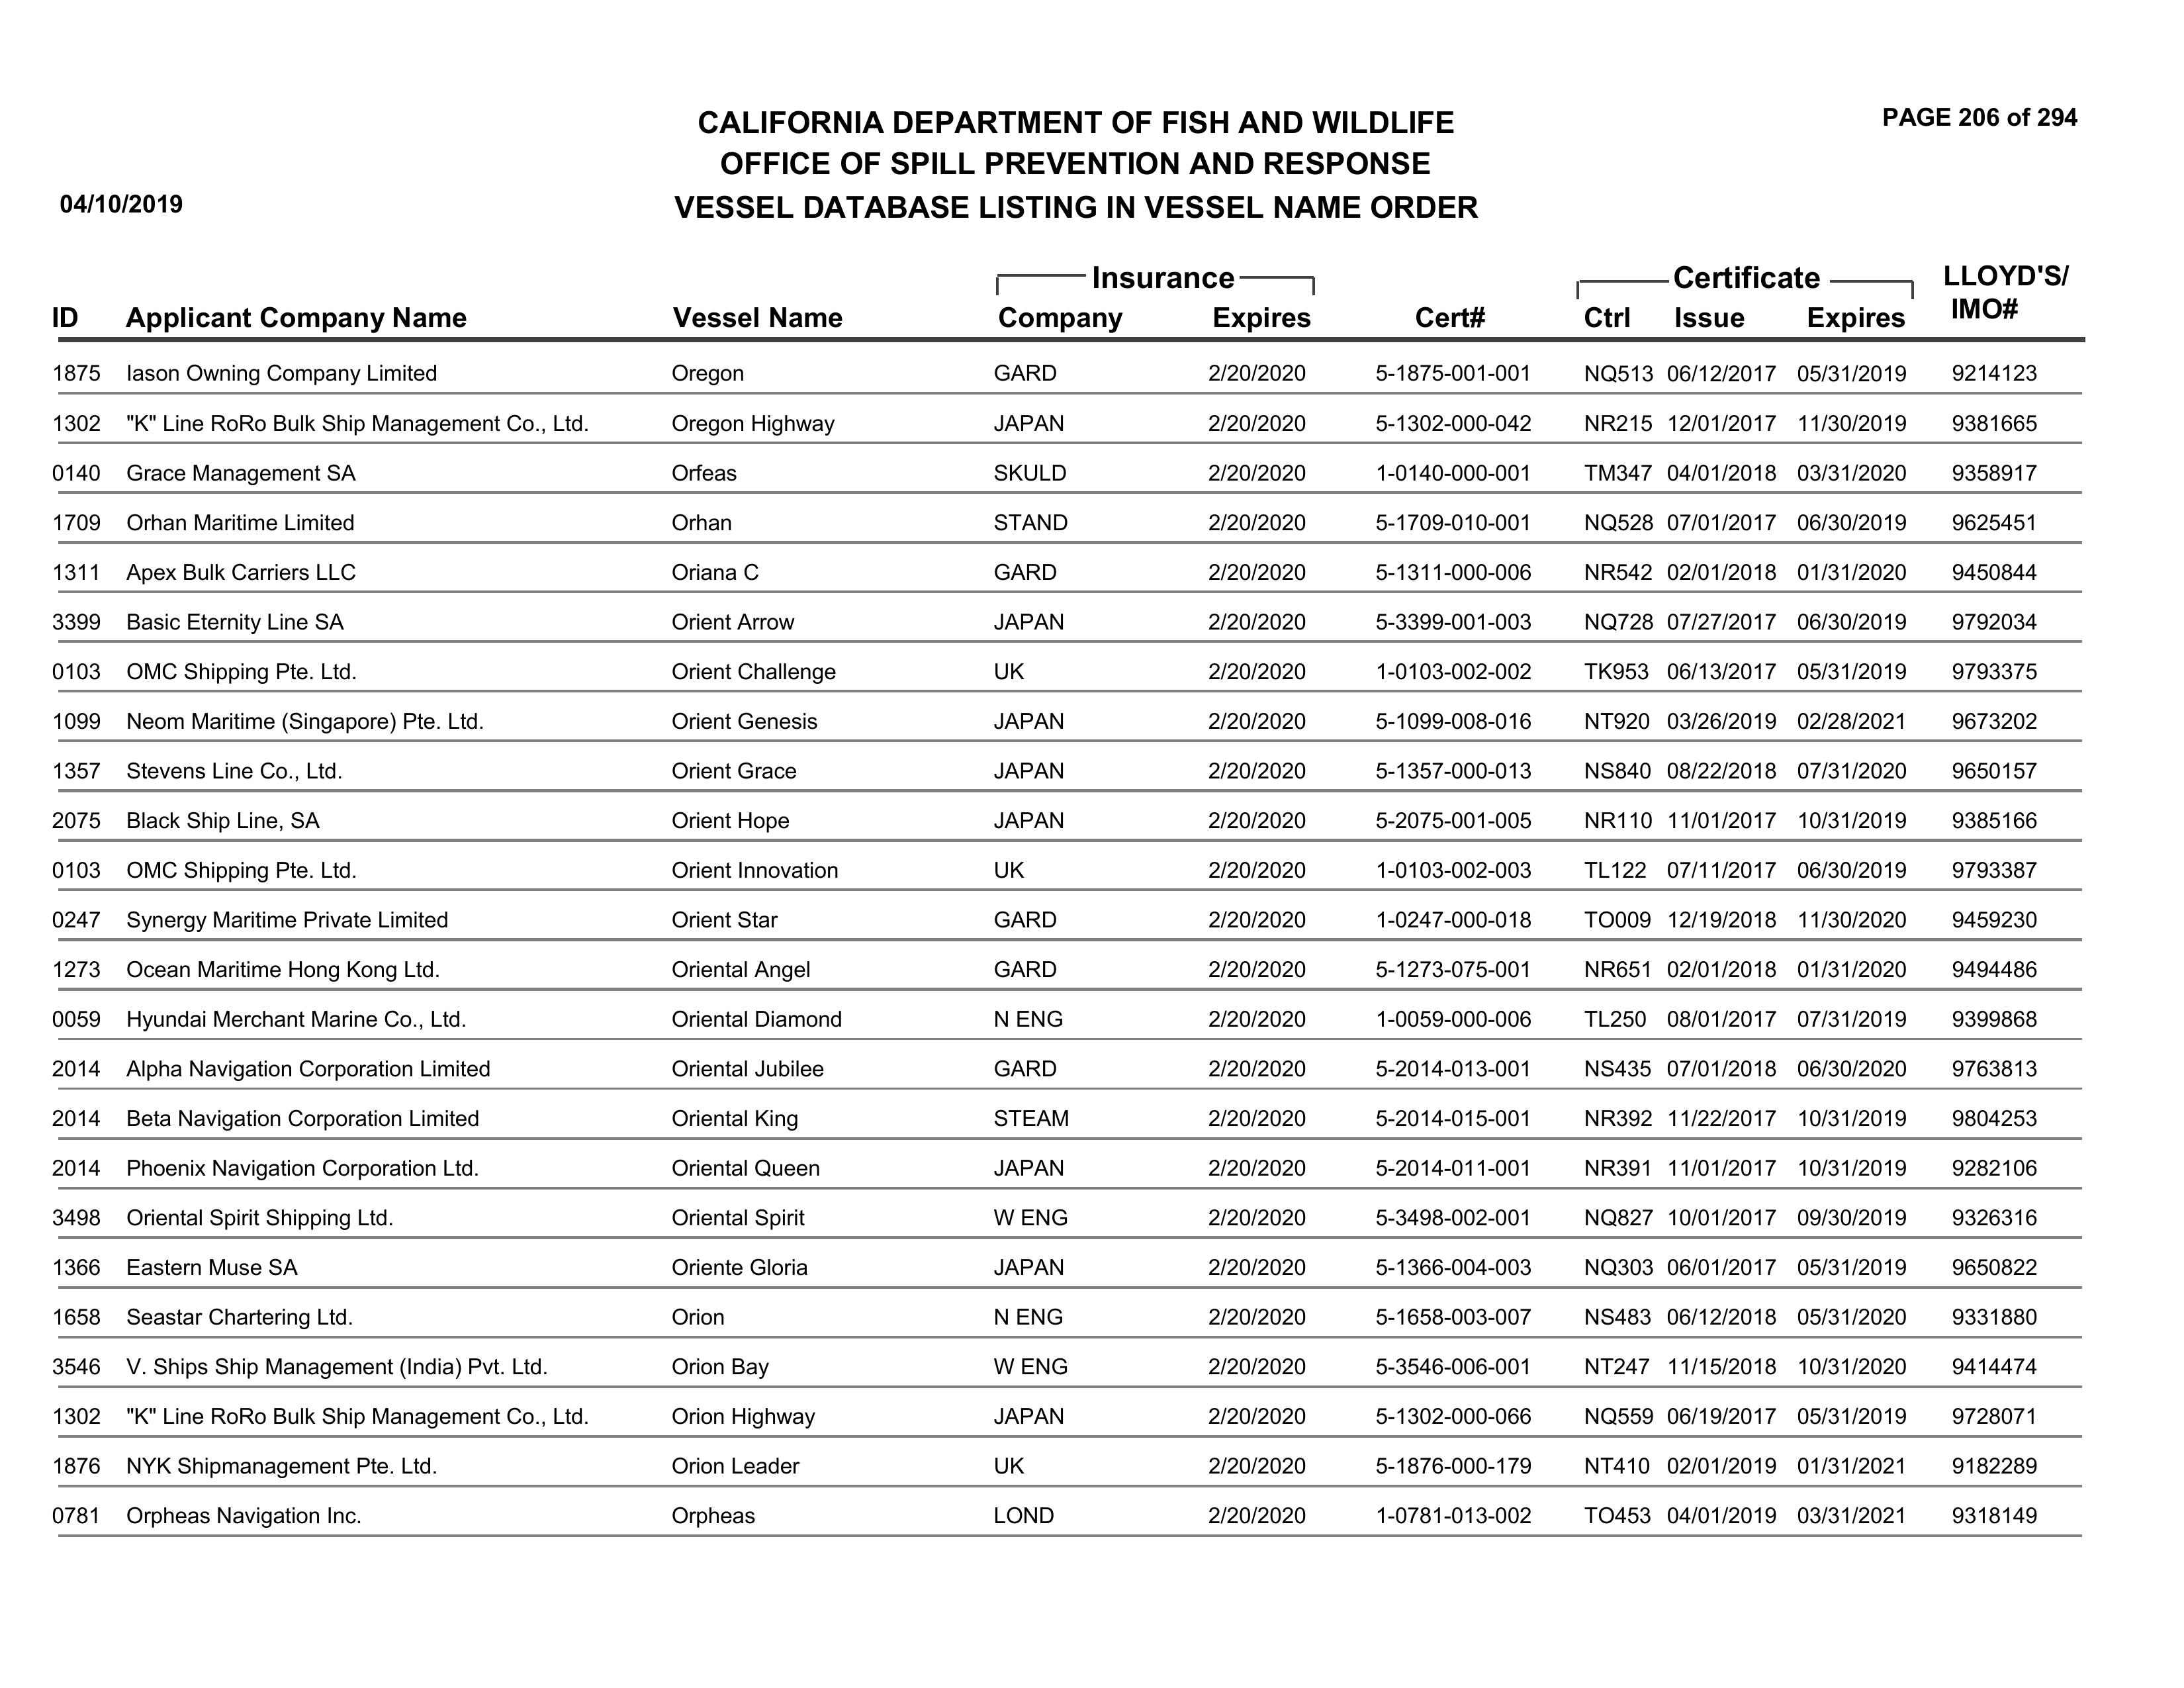 CALIFORNIA DEPARTMENT OF FISH AND WILDLIFE
PAGE 206 of 294
OFFICE OF SPILL PREVENTION AND RESPONSE
04/10/2019
VESSEL DATABASE LISTING IN VESSEL NAME ORDER
Insurance Certificate LLOYD'S/
ID Applicant Company Name Vessel Name Company Expires Cert# Ctrl Issue Expires IMO#
1875 Iason Owning Company Limited Oregon GARD 2/20/2020 5-1875-001-001 NQ513 06/12/2017 05/31/2019 9214123
1302 "K" Line RoRo Bulk Ship Management Co., Ltd. Oregon Highway JAPAN 2/20/2020 5-1302-000-042 NR215 12/01/2017 11/30/2019 9381665
0140 Grace Management SA Orfeas SKULD 2/20/2020 1-0140-000-001 TM347 04/01/2018 03/31/2020 9358917
1709 Orhan Maritime Limited Orhan STAND 2/20/2020 5-1709-010-001 NQ528 07/01/2017 06/30/2019 9625451
1311 Apex Bulk Carriers LLC Oriana C GARD 2/20/2020 5-1311-000-006 NR542 02/01/2018 01/31/2020 9450844
3399 Basic Eternity Line SA Orient Arrow JAPAN 2/20/2020 5-3399-001-003 NQ728 07/27/2017 06/30/2019 9792034
0103 OMC Shipping Pte. Ltd. Orient Challenge UK 2/20/2020 1-0103-002-002 TK953 06/13/2017 05/31/2019 9793375
1099 Neom Maritime (Singapore) Pte. Ltd. Orient Genesis JAPAN 2/20/2020 5-1099-008-016 NT920 03/26/2019 02/28/2021 9673202
1357 Stevens Line Co., Ltd. Orient Grace JAPAN 2/20/2020 5-1357-000-013 NS840 08/22/2018 07/31/2020 9650157
2075 Black Ship Line, SA Orient Hope JAPAN 2/20/2020 5-2075-001-005 NR110 11/01/2017 10/31/2019 9385166
0103 OMC Shipping Pte. Ltd. Orient Innovation UK 2/20/2020 1-0103-002-003 TL122 07/11/2017 06/30/2019 9793387
0247 Synergy Maritime Private Limited Orient Star GARD 2/20/2020 1-0247-000-018 TO009 12/19/2018 11/30/2020 9459230
1273 Ocean Maritime Hong Kong Ltd. Oriental Angel GARD 2/20/2020 5-1273-075-001 NR651 02/01/2018 01/31/2020 9494486
0059 Hyundai Merchant Marine Co., Ltd. Oriental Diamond N ENG 2/20/2020 1-0059-000-006 TL250 08/01/2017 07/31/2019 9399868
2014 Alpha Navigation Corporation Limited Oriental Jubilee GARD 2/20/2020 5-2014-013-001 NS435 07/01/2018 06/30/2020 9763813
2014 Beta Navigation Corporation Limited Oriental King STEAM 2/20/2020 5-2014-015-001 NR392 11/22/2017 10/31/2019 9804253
2014 Phoenix Navigation Corporation Ltd. Oriental Queen JAPAN 2/20/2020 5-2014-011-001 NR391 11/01/2017 10/31/2019 9282106
3498 Oriental Spirit Shipping Ltd. Oriental Spirit W ENG 2/20/2020 5-3498-002-001 NQ827 10/01/2017 09/30/2019 9326316
1366 Eastern Muse SA Oriente Gloria JAPAN 2/20/2020 5-1366-004-003 NQ303 06/01/2017 05/31/2019 9650822
1658 Seastar Chartering Ltd. Orion N ENG 2/20/2020 5-1658-003-007 NS483 06/12/2018 05/31/2020 9331880
3546 V. Ships Ship Management (India) Pvt. Ltd. Orion Bay W ENG 2/20/2020 5-3546-006-001 NT247 11/15/2018 10/31/2020 9414474
1302 "K" Line RoRo Bulk Ship Management Co., Ltd. Orion Highway JAPAN 2/20/2020 5-1302-000-066 NQ559 06/19/2017 05/31/2019 9728071
1876 NYK Shipmanagement Pte. Ltd. Orion Leader UK 2/20/2020 5-1876-000-179 NT410 02/01/2019 01/31/2021 9182289
0781 Orpheas Navigation Inc. Orpheas LOND 2/20/2020 1-0781-013-002 TO453 04/01/2019 03/31/2021 9318149